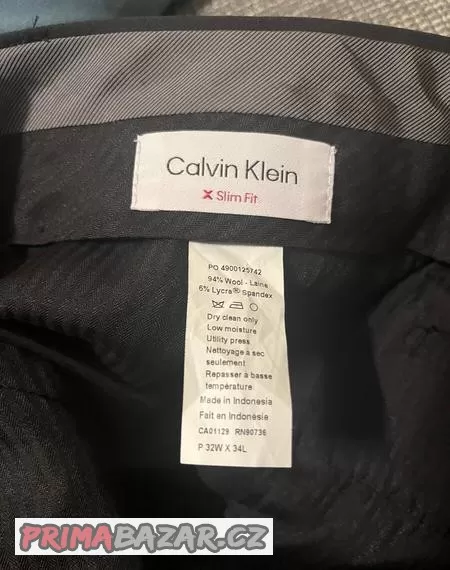 Calvin Klein
X Slim Fit
PO 4900125742
94% Wool - Laine
6% Lycra® Spandex
Dry clean only
Low moisture
Utility press
Nettoyage à sec
seulement
Repasser à basse
température
Made in Indonesia
Fait en Indonésie
CA01129 RN90736
P 32W X 34L
PRIMABAZAR.CZ